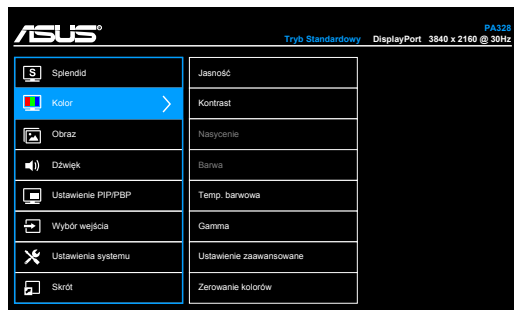 ASUS
PA328
Tryb Standardowy DisplayPort 3840 x 2160 @ 30Hz
S Splendid
Kolor
Obraz
Dźwięk
Ustawienie PIP/PBP
Wybór wejścia
Ustawienia systemu
Skrót
Jasność
Kontrast
Nasycenie
Barwa
Temp. barwowa
Gamma
Ustawienie zaawansowane
Zerowanie kolorów